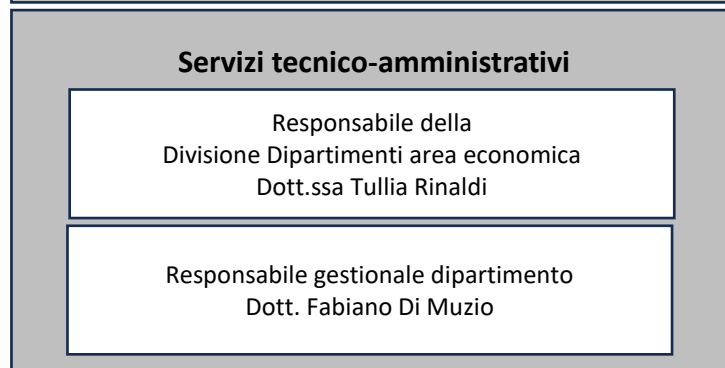 Servizi tecnico-amministrativi
Responsabile della
Divisione Dipartimenti area economica
Dott.ssa Tullia Rinaldi
Responsabile gestionale dipartimento
Dott. Fabiano Di Muzio